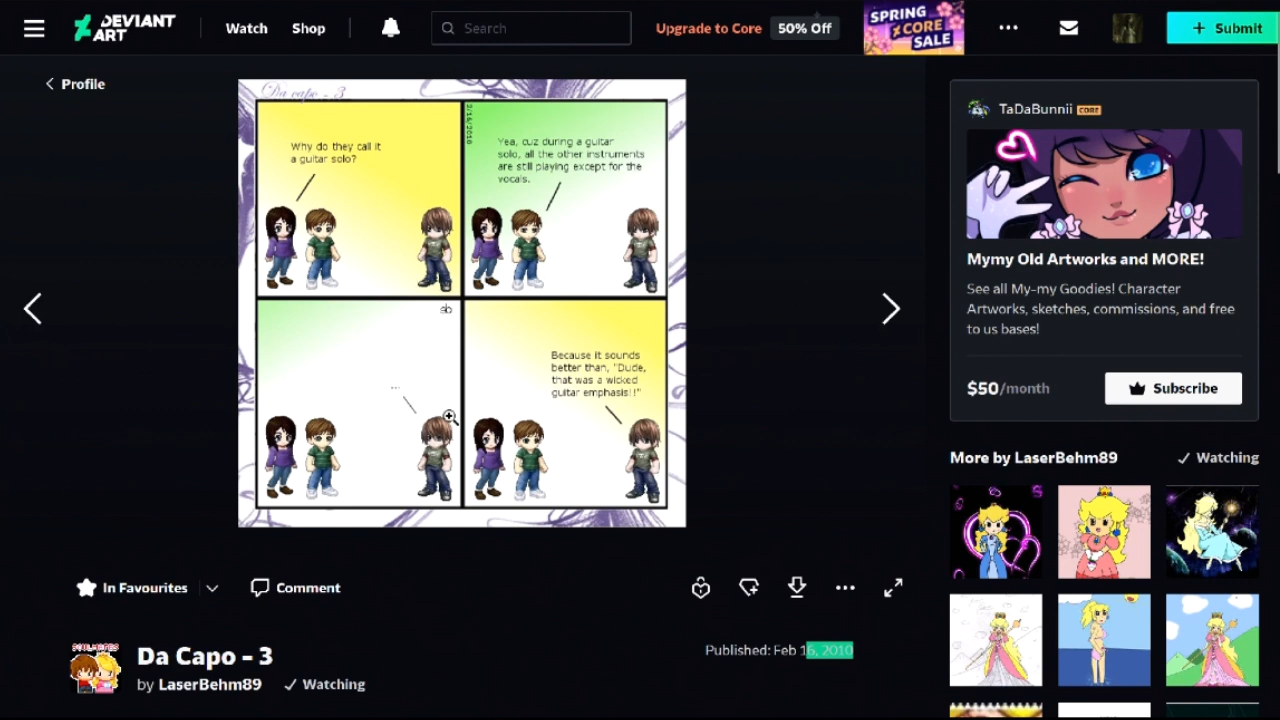 DEVIANT
ART
Watch
Shop
Search
Upgrade to Core
50% Off
SPRING
CORE
SALE
Submit
Profile
Da capo - 3
Why do they call it
a guitar solo?
2/16/2010
Yea, cuz during a guitar
solo, all the other instruments
are still playing except for the
vocals.
...
Because it sounds
better than, "Dude,
that was a wicked
guitar emphasis!!"
TaDaBunnii CORE
Mymy Old Artworks and MORE!
See all My-my Goodies! Character
Artworks, sketches, commissions, and free
to us bases!
$50/month
Subscribe
More by LaserBehm89
Watching
In Favourites
Comment
Da Capo - 3
by LaserBehm89
Watching
Published: Feb 16, 2010